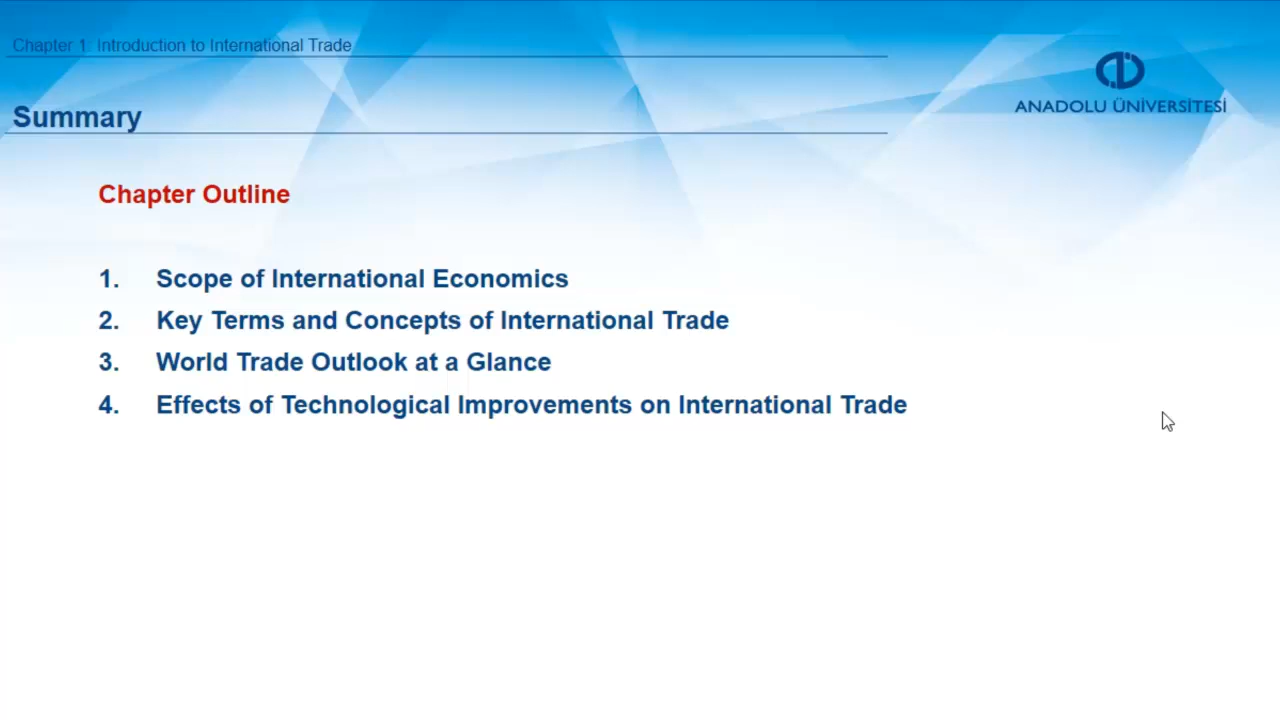 Chapter 1: Introduction to International Trade
ANADOLU ÜNİVERSİTESİ
Summary
Chapter Outline
1. Scope of International Economics
2. Key Terms and Concepts of International Trade
3. World Trade Outlook at a Glance
4. Effects of Technological Improvements on International Trade